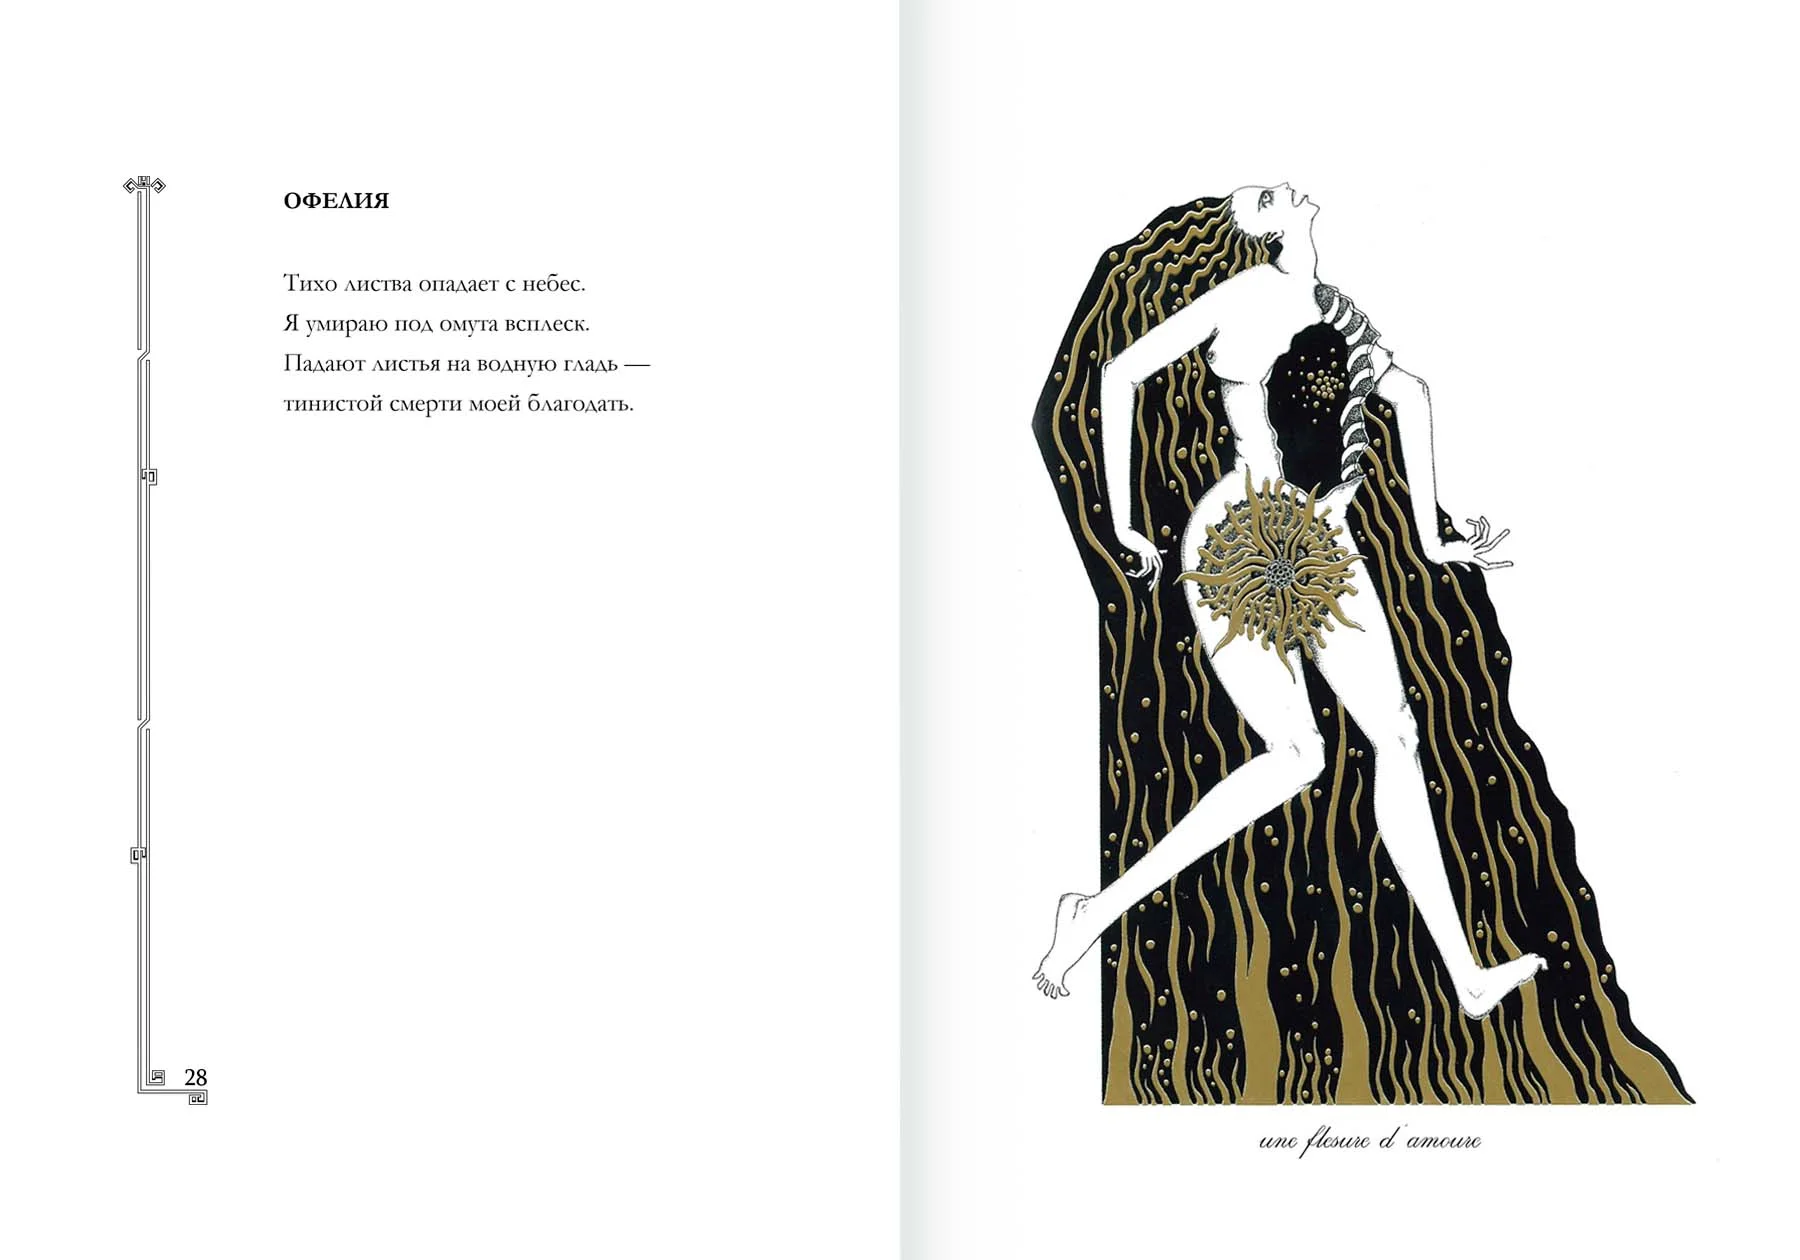 ОФЕЛИЯ
Тихо листва опадает с небес.
Я умираю под омута всплеск.
Падают листья на водную гладь —
тинистой смерти моей благодать.
28
une flesure d'amoure